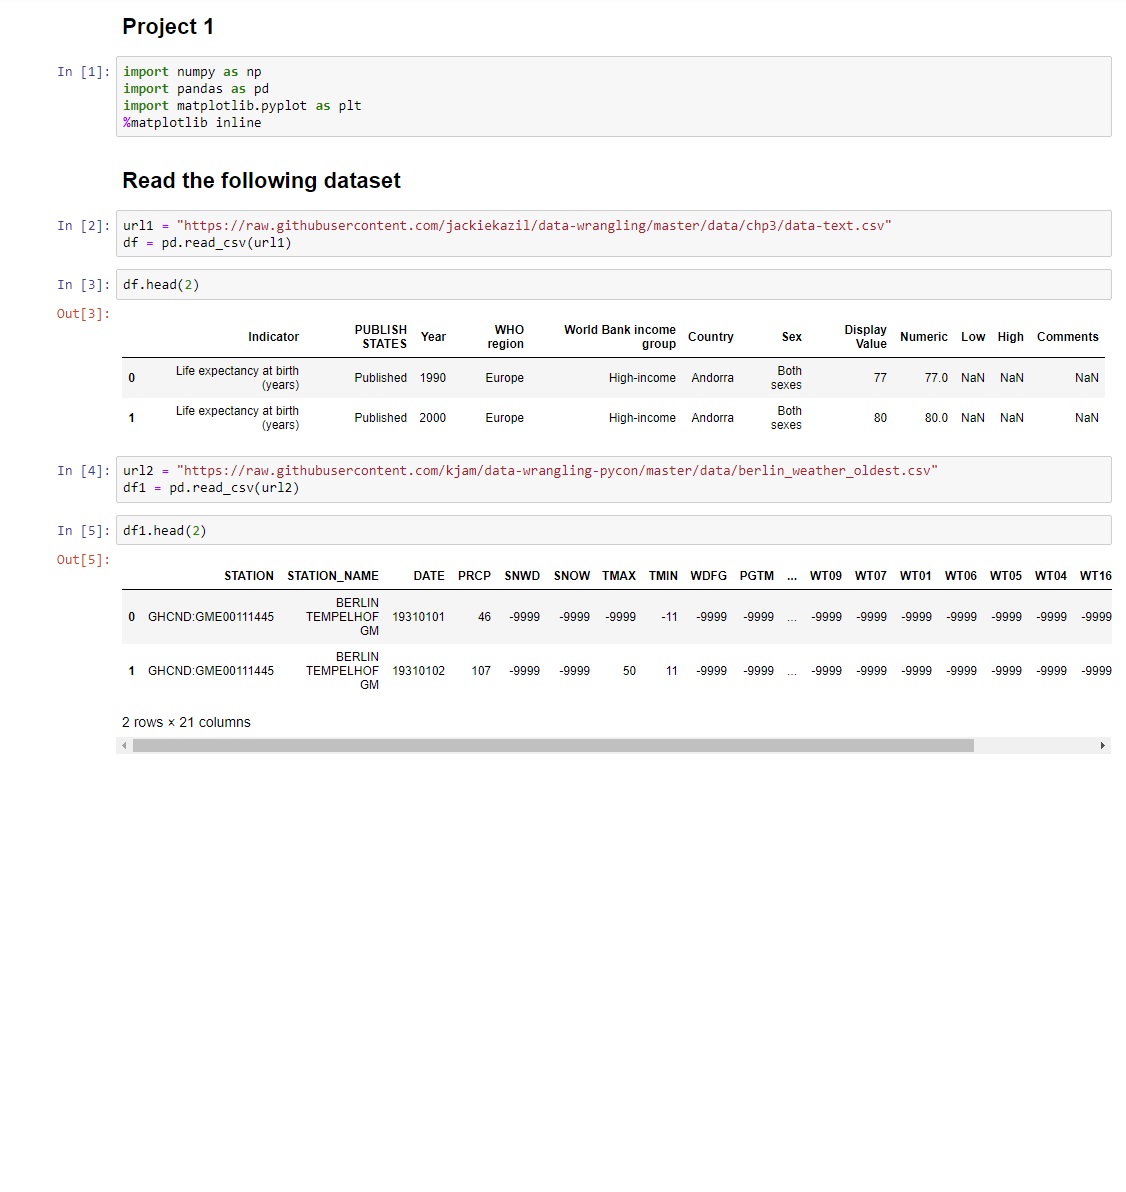 Project 1
In [1]: import numpy as np
import pandas as pd
import matplotlib.pyplot as plt
%matplotlib inline
Read the following dataset
In [2]: url1 = "https://raw.githubusercontent.com/jackiekazil/data-wrangling/master/data/chp3/data-text.csv"
df = pd.read_csv(url1)
In [3]: df.head(2)
Out[3]:
Indicator PUBLISH STATES Year WHO region World Bank income group Country Sex Display Value Numeric Low High Comments
0 Life expectancy at birth (years) Published 1990 Europe High-income Andorra Both sexes 77 77.0 NaN NaN NaN
1 Life expectancy at birth (years) Published 2000 Europe High-income Andorra Both sexes 80 80.0 NaN NaN NaN
In [4]: url2 = "https://raw.githubusercontent.com/kjam/data-wrangling-pycon/master/data/berlin_weather_oldest.csv"
df1 = pd.read_csv(url2)
In [5]: df1.head(2)
Out[5]:
STATION STATION_NAME DATE PRCP SNWD SNOW TMAX TMIN WDFG PGTM ... WT09 WT07 WT01 WT06 WT05 WT04 WT16
0 GHCND:GME00111445 BERLIN TEMPELHOF GM 19310101 46 -9999 -9999 -9999 -11 -9999 -9999 ... -9999 -9999 -9999 -9999 -9999 -9999 -9999
1 GHCND:GME00111445 BERLIN TEMPELHOF GM 19310102 107 -9999 -9999 50 11 -9999 -9999 ... -9999 -9999 -9999 -9999 -9999 -9999 -9999
2 rows × 21 columns